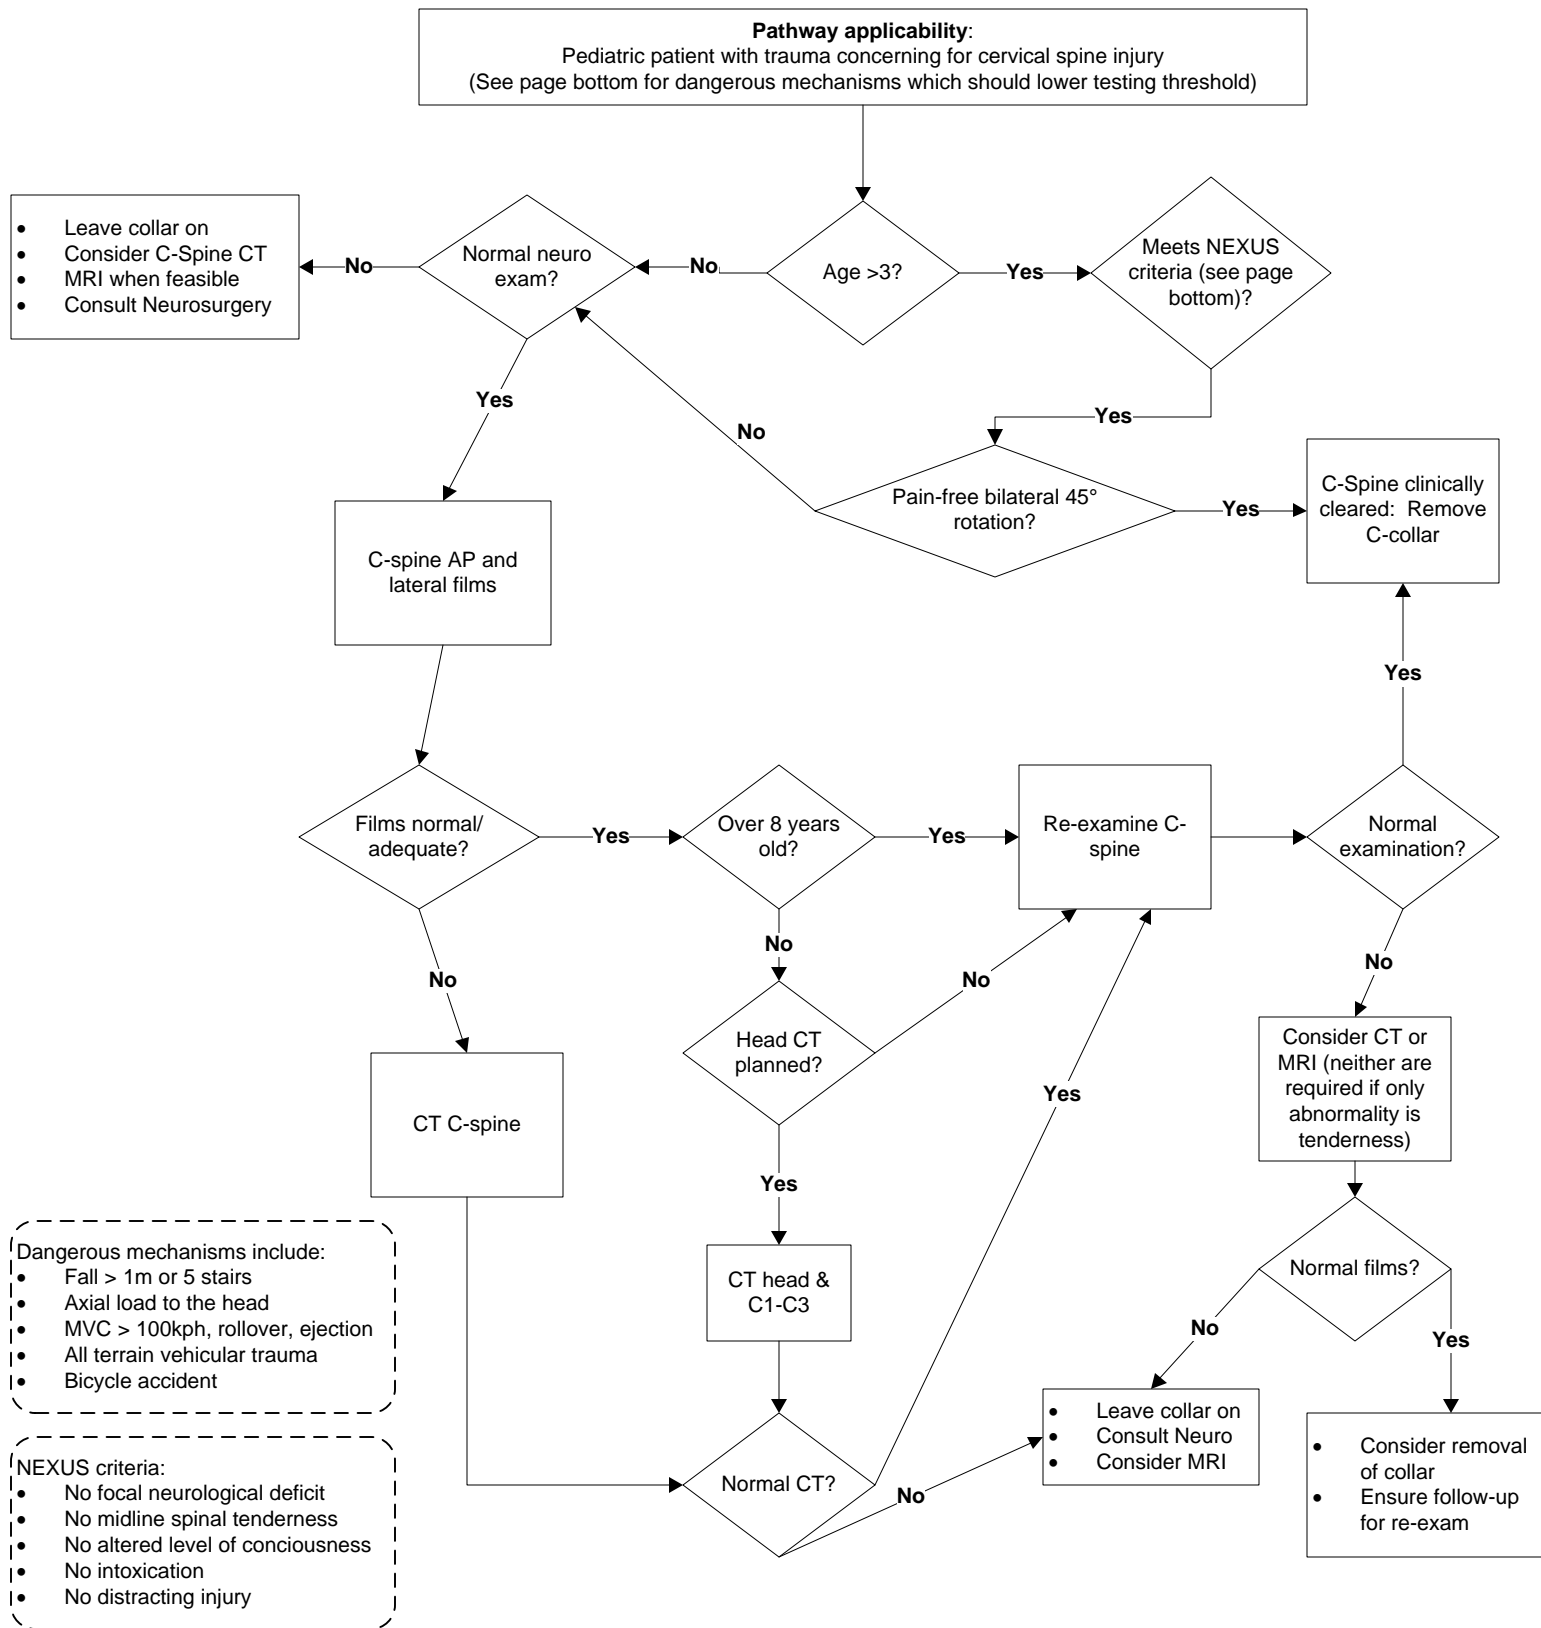 Pathway applicability:
Pediatric patient with trauma concerning for cervical spine injury
(See page bottom for dangerous mechanisms which should lower testing threshold)
• Leave collar on
• Consider C-Spine CT
• MRI when feasible
• Consult Neurosurgery
No
Normal neuro
exam?
No
Age >3?
Yes
Meets NEXUS
criteria (see page
bottom)?
Yes
No
Yes
Pain-free bilateral 45°
rotation?
Yes
C-Spine clinically
cleared: Remove
C-collar
C-spine AP and
lateral films
Yes
Films normal/
adequate?
Yes
Over 8 years
old?
Yes
Re-examine C-
spine
Normal
examination?
No
No
No
No
Head CT
planned?
Consider CT or
MRI (neither are
required if only
abnormality is
tenderness)
CT C-spine
Yes
Yes
Dangerous mechanisms include:
• Fall > 1m or 5 stairs
• Axial load to the head
• MVC > 100kph, rollover, ejection
• All terrain vehicular trauma
• Bicycle accident
CT head &
C1-C3
Normal films?
No
Yes
• Leave collar on
• Consult Neuro
• Consider MRI
• Consider removal
of collar
• Ensure follow-up
for re-exam
Normal CT?
No
NEXUS criteria:
• No focal neurological deficit
• No midline spinal tenderness
• No altered level of conciousness
• No intoxication
• No distracting injury